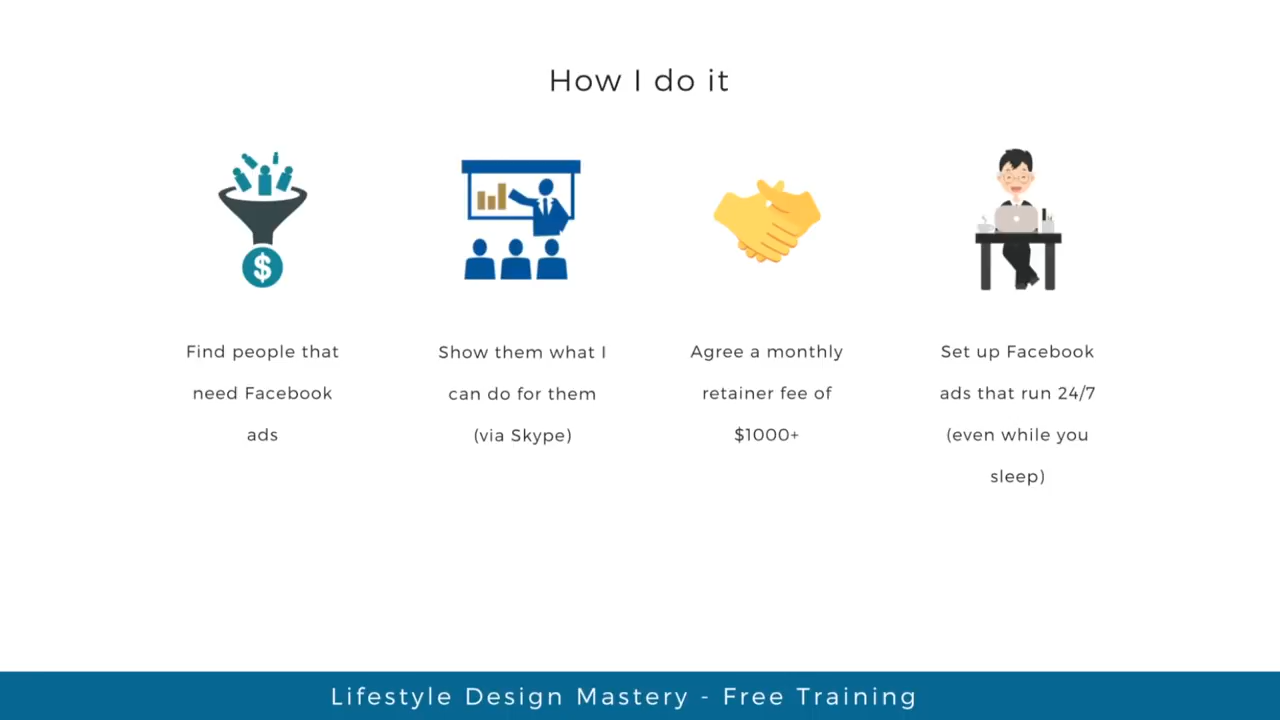 How I do it
$
Find people that
need Facebook
ads
Show them what I
can do for them
(via Skype)
Agree a monthly
retainer fee of
$1000+
Set up Facebook
ads that run 24/7
(even while you
sleep)
Lifestyle Design Mastery - Free Training